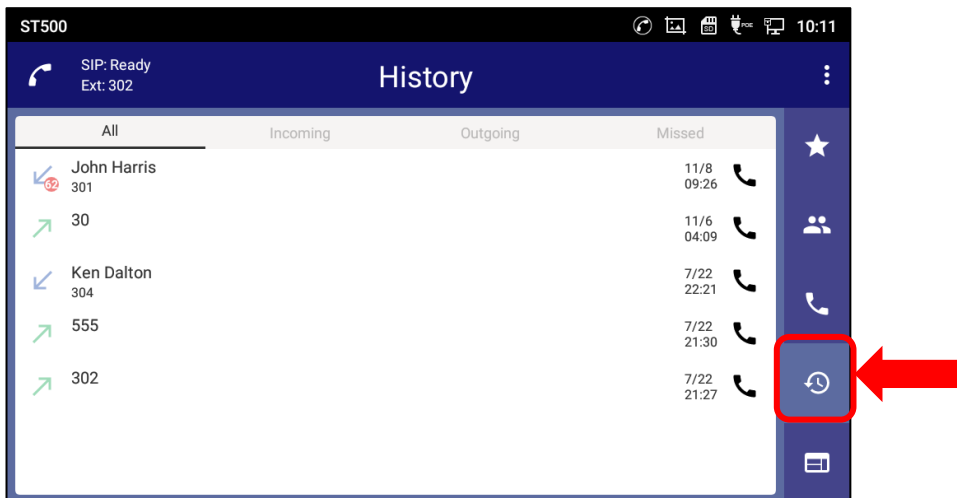 ST500
SD
POE
10:11
SIP: Ready
Ext: 302
History
All
Incoming
Outgoing
Missed
John Harris
62
301
11/8
09:26
30
11/6
04:09
Ken Dalton
304
7/22
22:21
555
7/22
21:30
302
7/22
21:27